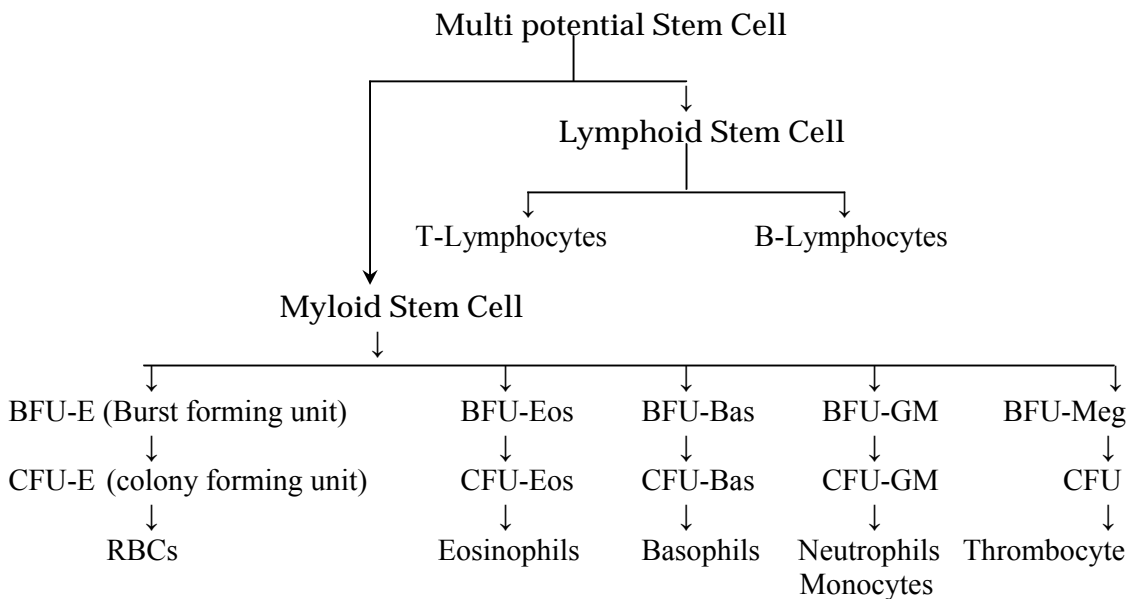 Multi potential Stem Cell
Lymphoid Stem Cell
T-Lymphocytes B-Lymphocytes
Myloid Stem Cell
BFU-E (Burst forming unit) BFU-Eos BFU-Bas BFU-GM BFU-Meg
CFU-E (colony forming unit) CFU-Eos CFU-Bas CFU-GM CFU
RBCs Eosinophils Basophils Neutrophils Thrombocyte
Monocytes